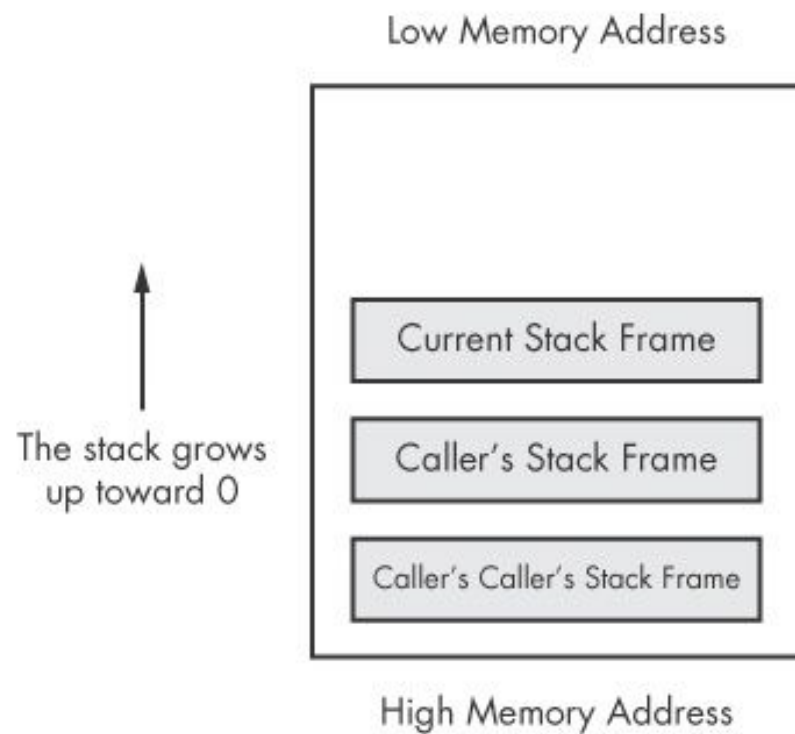 Low Memory Address
Current Stack Frame
The stack grows
up toward 0
Caller's Stack Frame
Caller's Caller's Stack Frame
High Memory Address